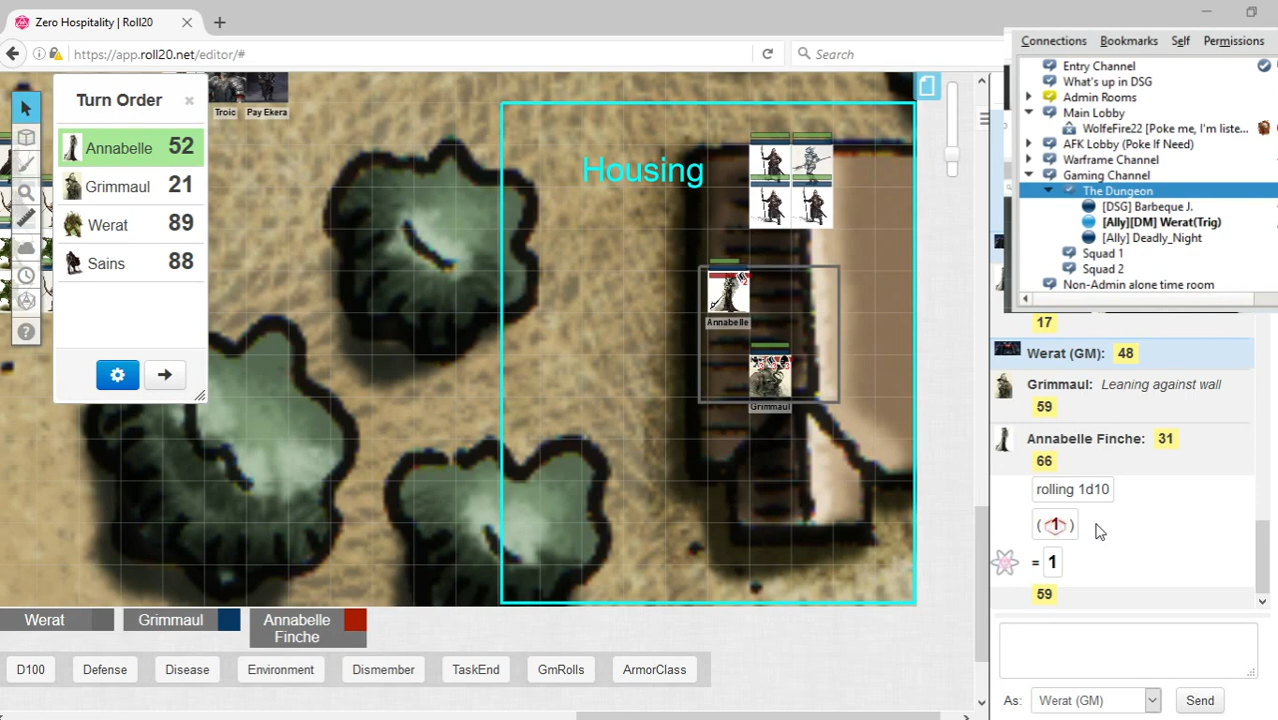 Zero Hospitality | Roll20
https://app.roll20.net/editor/#
Search
Turn Order
Annabelle 52
Grimmaul 21
Werat 89
Sains 88
Troic
Pay Ekera
Housing
Annabelle
Grimmaul
Connections Bookmarks Self Permissions
Entry Channel
What's up in DSG
Admin Rooms
Main Lobby
WolfeFire22 [Poke me, I'm liste...
AFK Lobby (Poke If Need)
Warframe Channel
Gaming Channel
The Dungeon
[DSG] Barbeque J.
[Ally][DM] Werat(Trig)
[Ally] Deadly_Night
Squad 1
Squad 2
Non-Admin alone time room
17
Werat (GM): 48
Grimmaul: Leaning against wall
59
Annabelle Finche: 31
66
rolling 1d10
(1)
= 1
59
Werat
Grimmaul
Annabelle
Finche
D100 Defense Disease Environment Dismember TaskEnd GmRolls ArmorClass
As: Werat (GM) Send